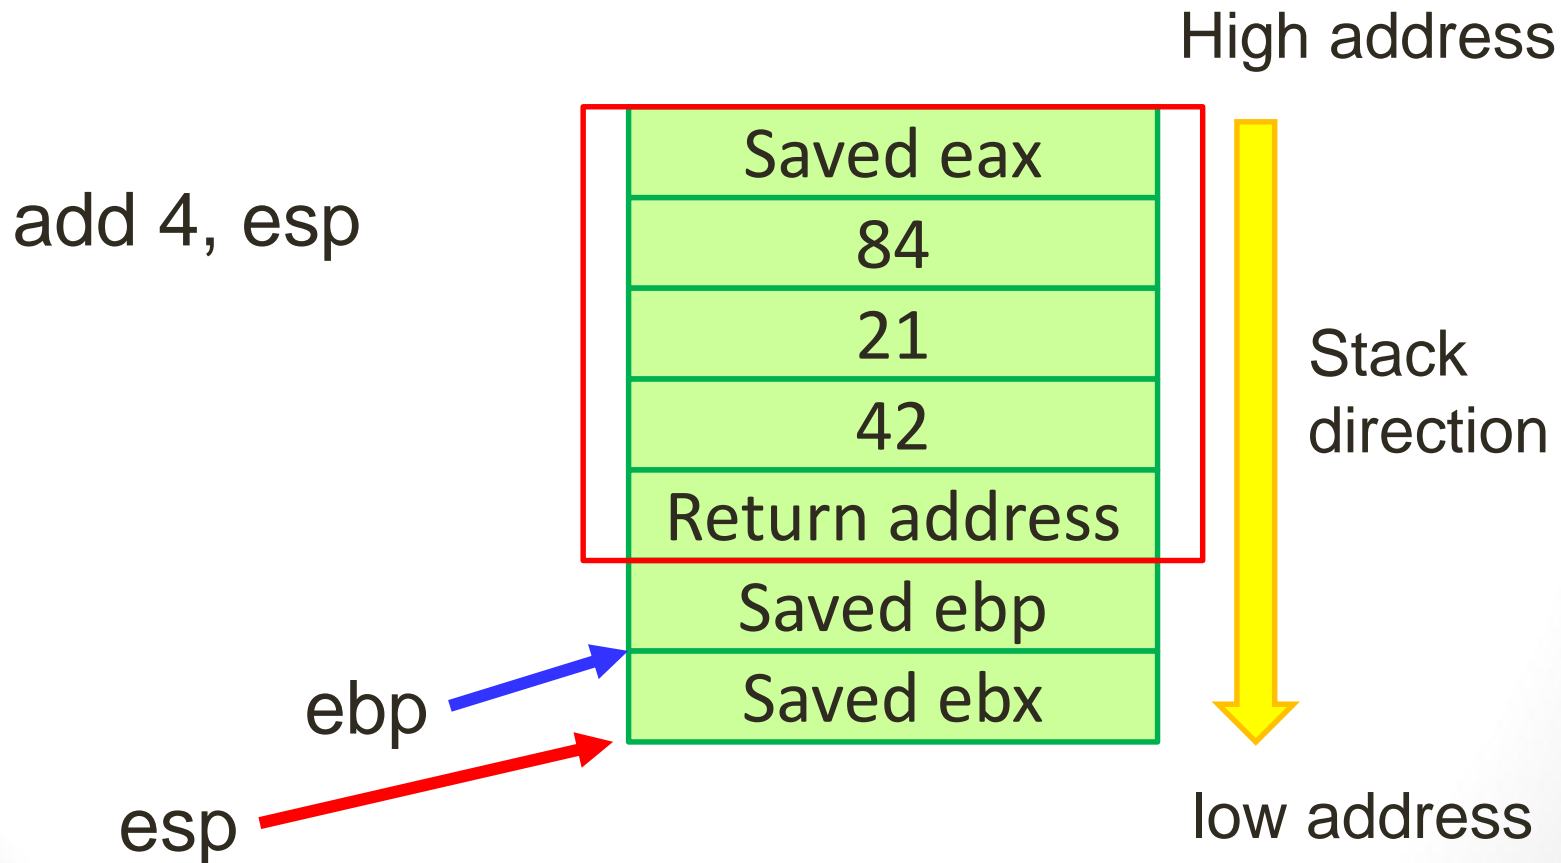 High address
add 4, esp
Saved eax
84
21
42
Return address
Saved ebp
Saved ebx
Stack
direction
ebp
esp
low address